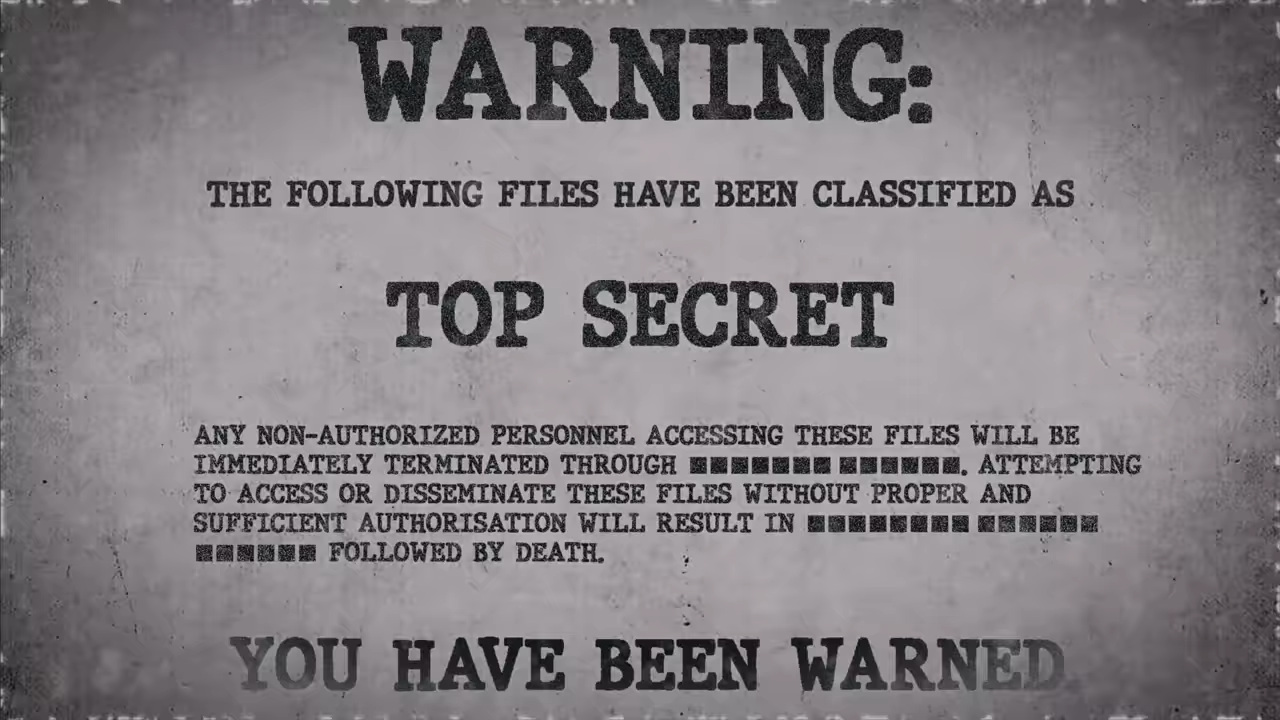 WARNING:
THE FOLLOWING FILES HAVE BEEN CLASSIFIED AS
TOP SECRET
ANY NON-AUTHORIZED PERSONNEL ACCESSING THESE FILES WILL BE
IMMEDIATELY TERMINATED THROUGH ■■■■■■■ ■■■■■■. ATTEMPTING
TO ACCESS OR DISSEMINATE THESE FILES WITHOUT PROPER AND
SUFFICIENT AUTHORISATION WILL RESULT IN ■■■■■■■■ ■■■■■■
■■■■■■ FOLLOWED BY DEATH.
YOU HAVE BEEN WARNED.